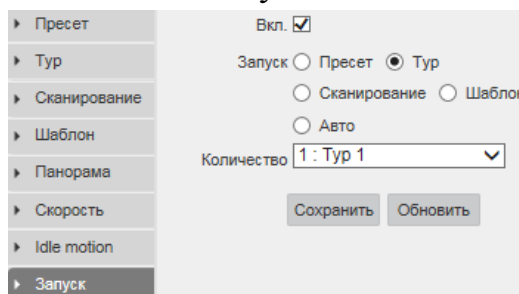 Пресет
Тур
Сканирование
Шаблон
Панорама
Скорость
Idle motion
Запуск
Вкл.
Запуск Пресет Тур
Сканирование Шаблон
Авто
Количество 1 : Тур 1
Сохранить Обновить